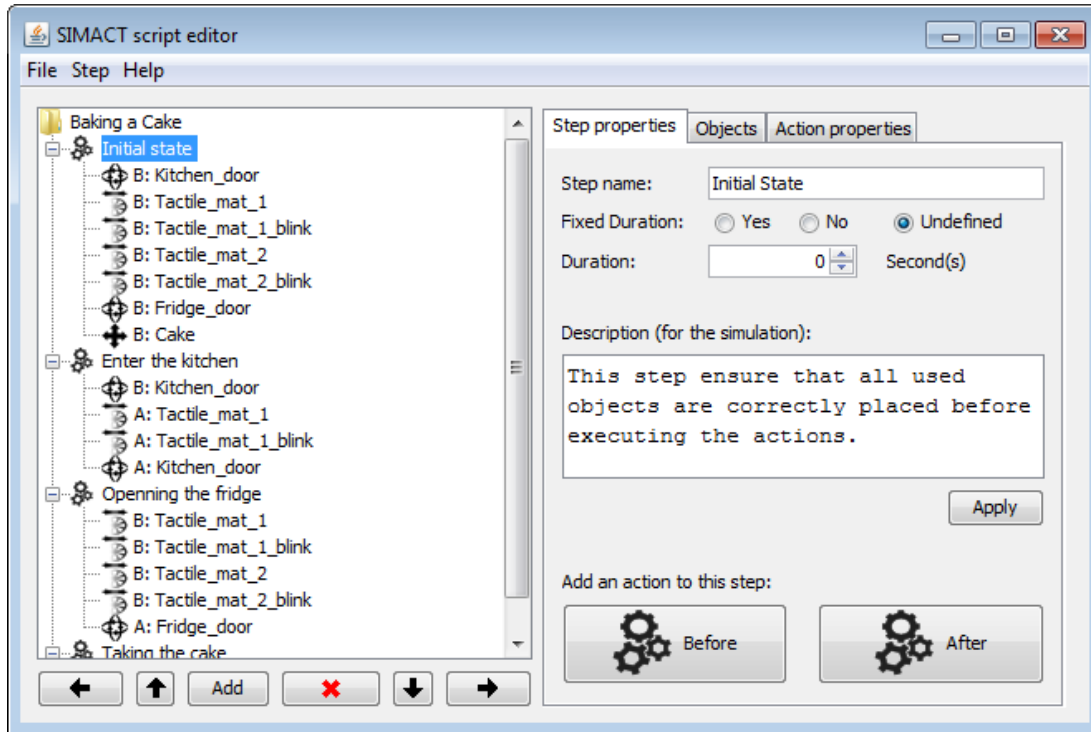 SIMACT script editor
File Step Help
Baking a Cake
Initial state
B: Kitchen_door
B: Tactile_mat_1
B: Tactile_mat_1_blink
B: Tactile_mat_2
B: Tactile_mat_2_blink
B: Fridge_door
B: Cake
Enter the kitchen
B: Kitchen_door
A: Tactile_mat_1
A: Tactile_mat_1_blink
A: Kitchen_door
Openning the fridge
B: Tactile_mat_1
B: Tactile_mat_1_blink
B: Tactile_mat_2
B: Tactile_mat_2_blink
A: Fridge_door
Taking the cake
Add
Step properties Objects Action properties
Step name: Initial State
Fixed Duration: Yes No Undefined
Duration: 0 Second(s)
Description (for the simulation):
This step ensure that all used
objects are correctly placed before
executing the actions.
Apply
Add an action to this step:
Before After